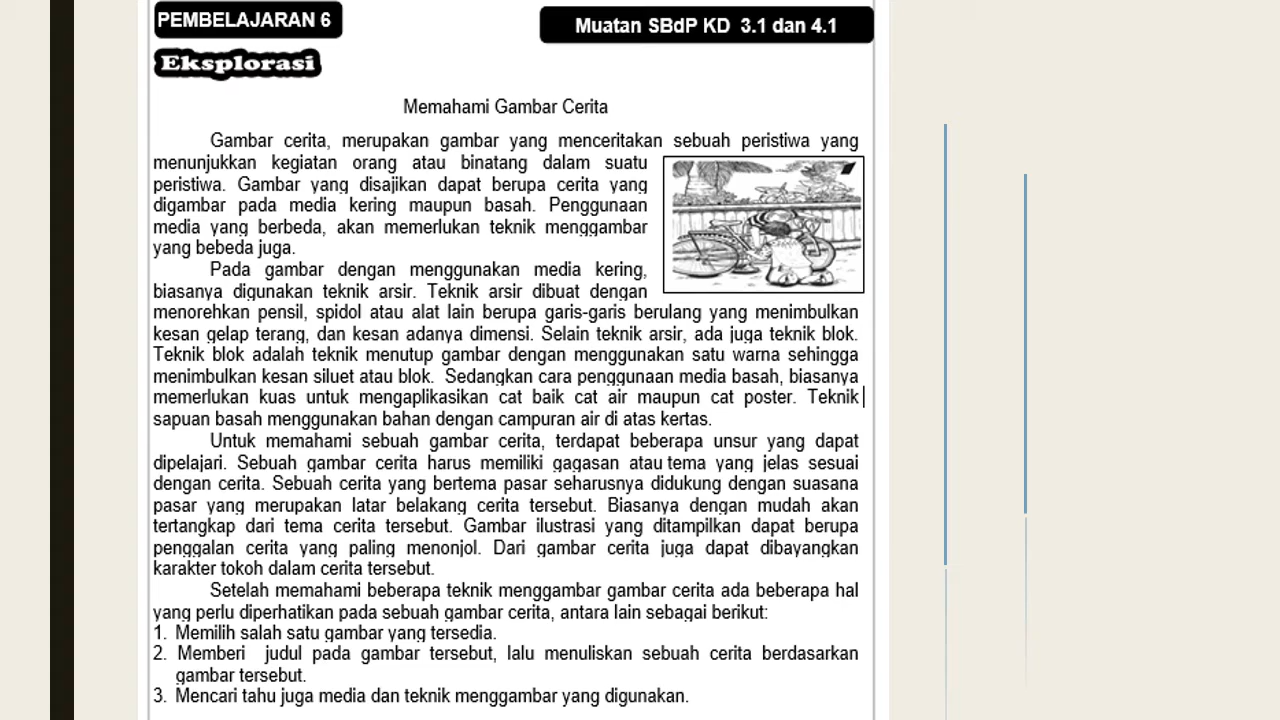 PEMBELAJARAN 6
Muatan SBdP KD 3.1 dan 4.1
Eksplorasi
Memahami Gambar Cerita
Gambar cerita, merupakan gambar yang menceritakan sebuah peristiwa yang
menunjukkan kegiatan orang atau binatang dalam suatu
peristiwa. Gambar yang disajikan dapat berupa cerita yang
digambar pada media kering maupun basah. Penggunaan
media yang berbeda, akan memerlukan teknik menggambar
yang bebeda juga.
Pada gambar dengan menggunakan media kering,
biasanya digunakan teknik arsir. Teknik arsir dibuat dengan
menorehkan pensil, spidol atau alat lain berupa garis-garis berulang yang menimbulkan
kesan gelap terang, dan kesan adanya dimensi. Selain teknik arsir, ada juga teknik blok.
Teknik blok adalah teknik menutup gambar dengan menggunakan satu warna sehingga
menimbulkan kesan siluet atau blok. Sedangkan cara penggunaan media basah, biasanya
memerlukan kuas untuk mengaplikasikan cat baik cat air maupun cat poster. Teknik
sapuan basah menggunakan bahan dengan campuran air di atas kertas.
Untuk memahami sebuah gambar cerita, terdapat beberapa unsur yang dapat
dipelajari. Sebuah gambar cerita harus memiliki gagasan atau tema yang jelas sesuai
dengan cerita. Sebuah cerita yang bertema pasar seharusnya didukung dengan suasana
pasar yang merupakan latar belakang cerita tersebut. Biasanya dengan mudah akan
tertangkap dari tema cerita tersebut. Gambar ilustrasi yang ditampilkan dapat berupa
penggalan cerita yang paling menonjol. Dari gambar cerita juga dapat dibayangkan
karakter tokoh dalam cerita tersebut.
Setelah memahami beberapa teknik menggambar gambar cerita ada beberapa hal
yang perlu diperhatikan pada sebuah gambar cerita, antara lain sebagai berikut:
1. Memilih salah satu gambar yang tersedia.
2. Memberi judul pada gambar tersebut, lalu menuliskan sebuah cerita berdasarkan
gambar tersebut.
3. Mencari tahu juga media dan teknik menggambar yang digunakan.